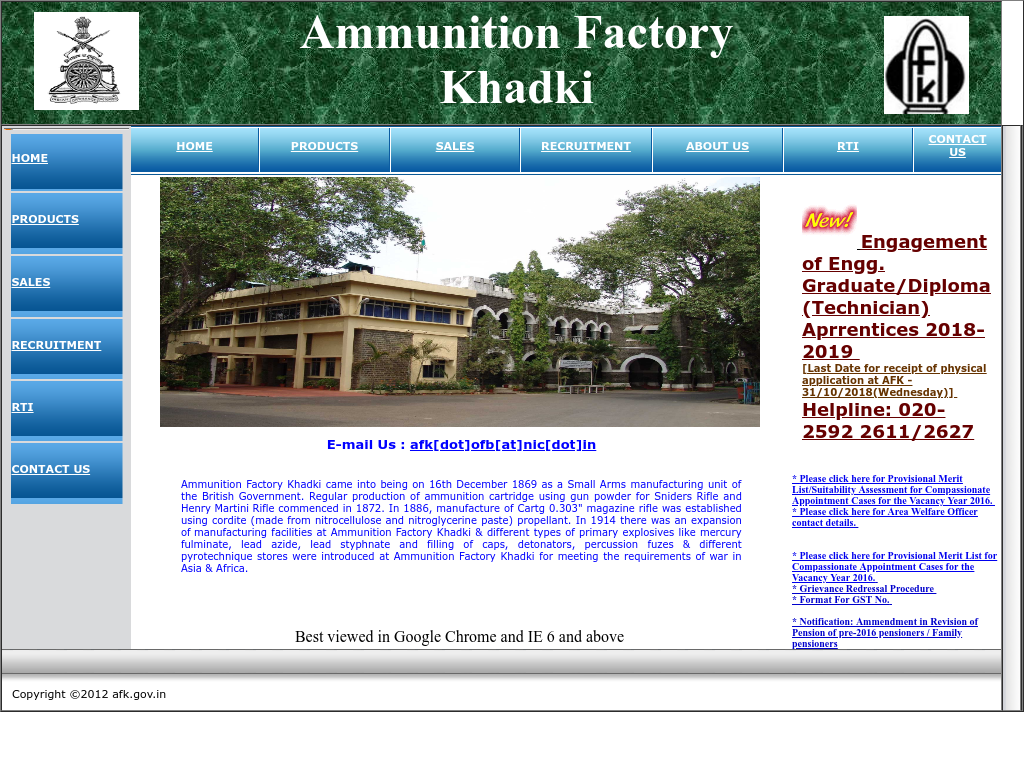 Ammunition Factory
Khadki
HOME
PRODUCTS
SALES
RECRUITMENT
ABOUT US
RTI
CONTACT
US
HOME
PRODUCTS
SALES
RECRUITMENT
RTI
CONTACT US
E-mail Us : afk[dot]ofb[at]nic[dot]in
Ammunition Factory Khadki came into being on 16th December 1869 as a Small Arms manufacturing unit of
the British Government. Regular production of ammunition cartridge using gun powder for Sniders Rifle and
Henry Martini Rifle commenced in 1872. In 1886, manufacture of Cartg 0.303" magazine rifle was established
using cordite (made from nitrocellulose and nitroglycerine paste) propellant. In 1914 there was an expansion
of manufacturing facilities at Ammunition Factory Khadki & different types of primary explosives like mercury
fulminate, lead azide, lead styphnate and filling of caps, detonators, percussion fuzes & different
pyrotechnique stores were introduced at Ammunition Factory Khadki for meeting the requirements of war in
Asia & Africa.
Best viewed in Google Chrome and IE 6 and above
New!
Engagement
of Engg.
Graduate/Diploma
(Technician)
Aprrentices 2018-
2019
[Last Date for receipt of physical
application at AFK -
31/10/2018(Wednesday)]
Helpline: 020-
2592 2611/2627
* Please click here for Provisional Merit
List/Suitability Assessment for Compassionate
Appointment Cases for the Vacancy Year 2016.
* Please click here for Area Welfare Officer
contact details.
* Please click here for Provisional Merit List for
Compassionate Appointment Cases for the
Vacancy Year 2016.
* Grievance Redressal Procedure
* Format For GST No.
* Notification: Ammendment in Revision of
Pension of pre-2016 pensioners / Family
pensioners
Copyright ©2012 afk.gov.in